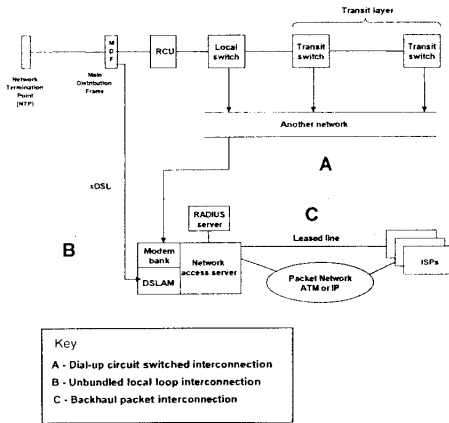 Transit layer
M
D
F
RCU
Local
switch
Transit
switch
Transit
switch
Network
Termination
Point
(NTP)
Main
Distribution
Frame
Another network
A
xDSL
RADIUS
server
C
B
Leased line
Modem
bank
Network
access server
DSLAM
Packet Network
ATM or IP
ISPs
Key
A - Dial-up circuit switched interconnection
B - Unbundled local loop interconnection
C - Backhaul packet interconnection